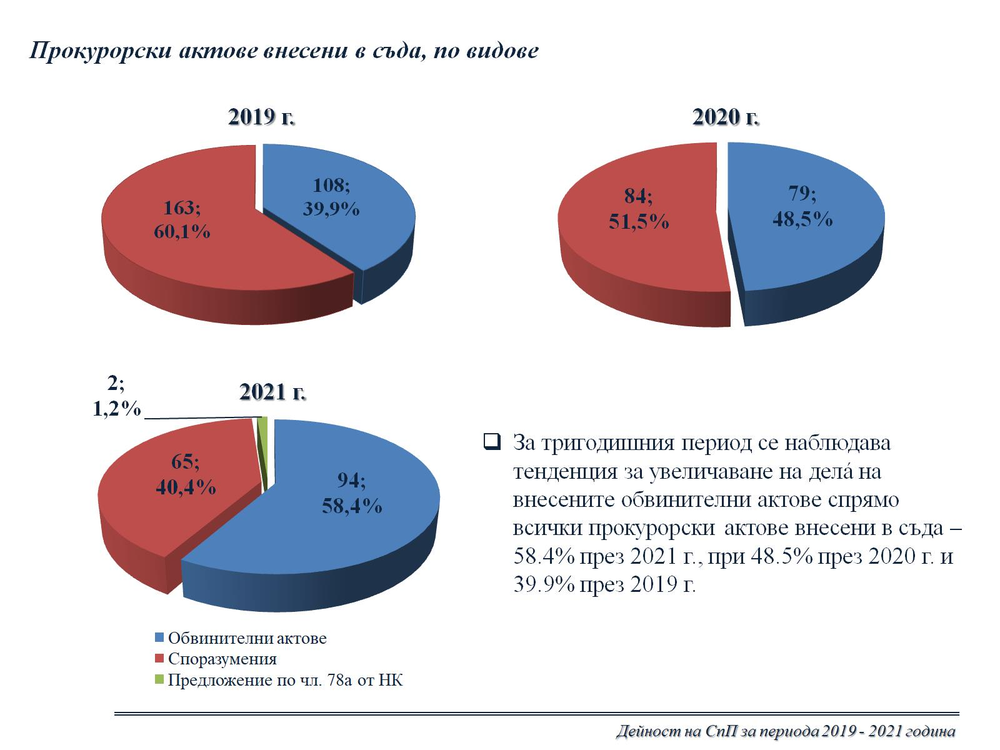 Прокурорски актове внесени в съда, по видове
2019 г.
108;
39,9%
163;
60,1%
2020 г.
84;
51,5%
79;
48,5%
2021 г.
2;
1,2%
65;
40,4%
94;
58,4%
Обвинителни актове
Споразумения
Предложение по чл. 78а от НК
❑ За тригодишния период се наблюдава
тенденция за увеличаване на дела́ на
внесените обвинителни актове спрямо
всички прокурорски актове внесени в съда –
58.4% през 2021 г., при 48.5% през 2020 г. и
39.9% през 2019 г.
Дейност на СпП за периода 2019 - 2021 година